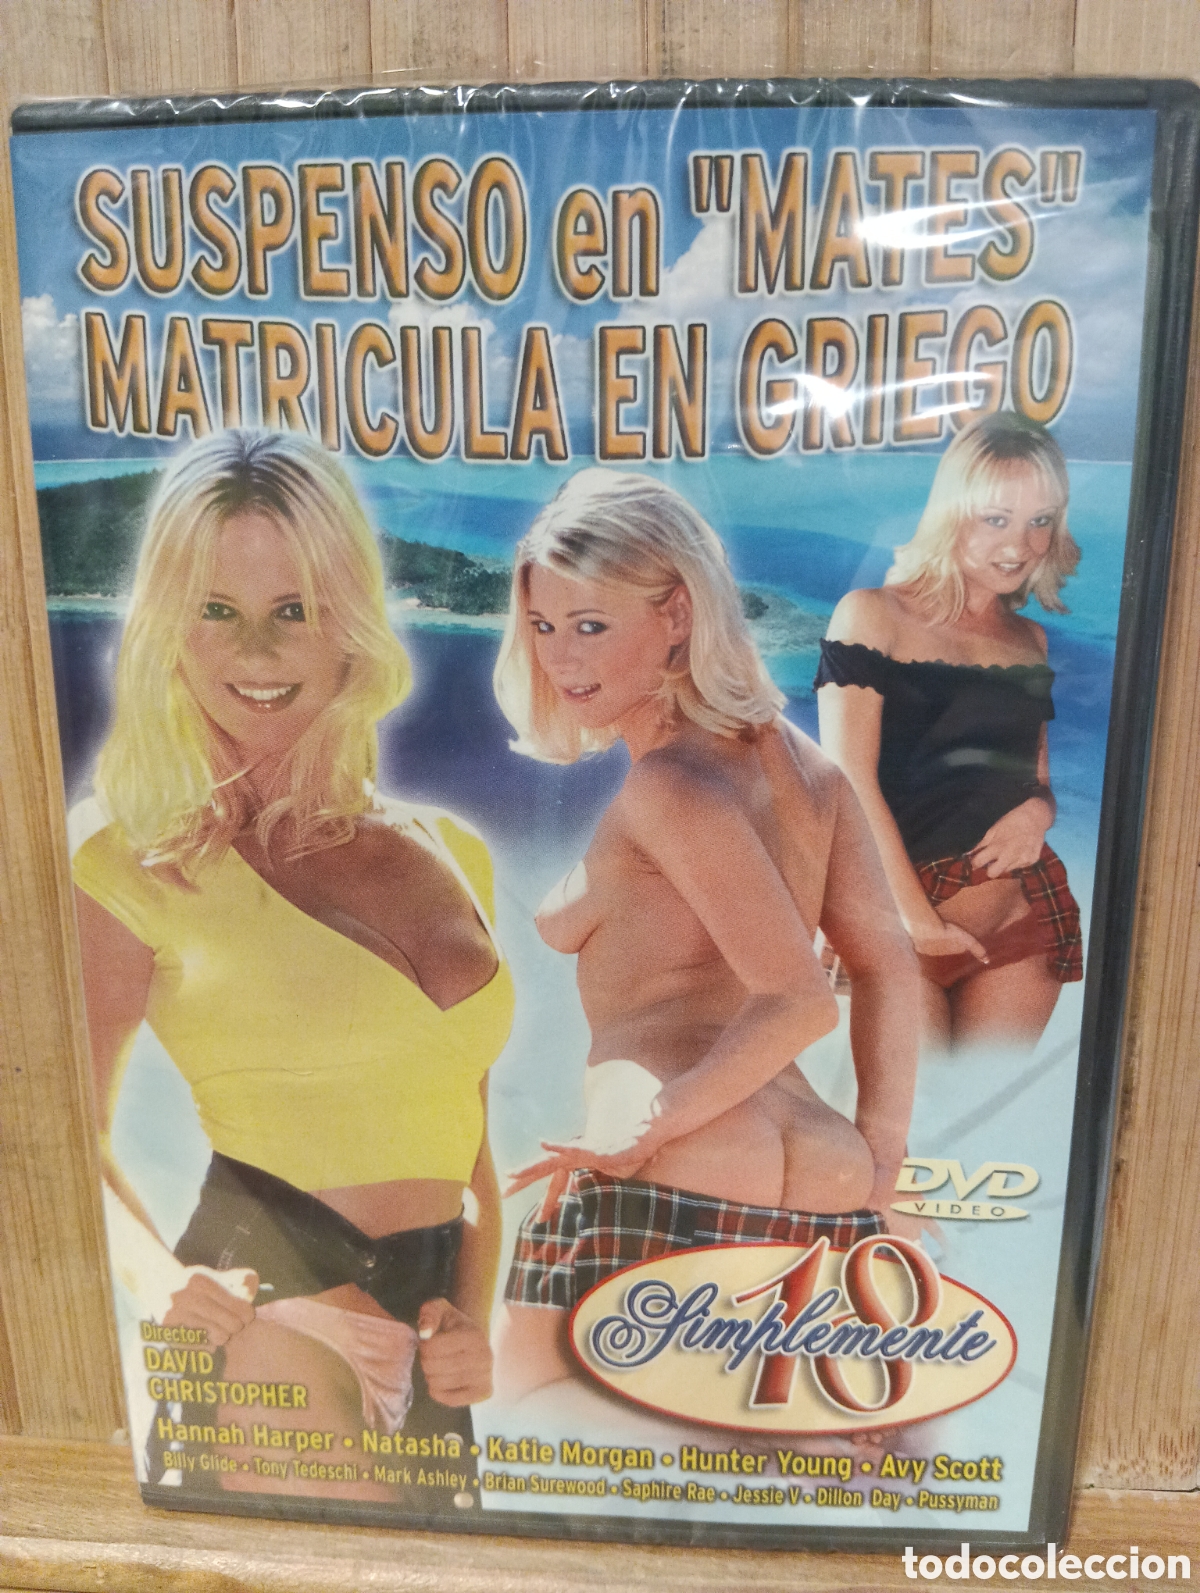 SUSPENSO en "MATES"
MATRICULA EN GRIEGO
DVD
VIDEO
18
Simplemente
Director:
DAVID
CHRISTOPHER
Hannah Harper • Natasha • Katie Morgan • Hunter Young • Avy Scott
Billy Glide • Tony Tedeschi • Mark Ashley • Brian Surewood • Saphire Rae • Jessie V • Dillon Day • Pussyman
todocoleccion